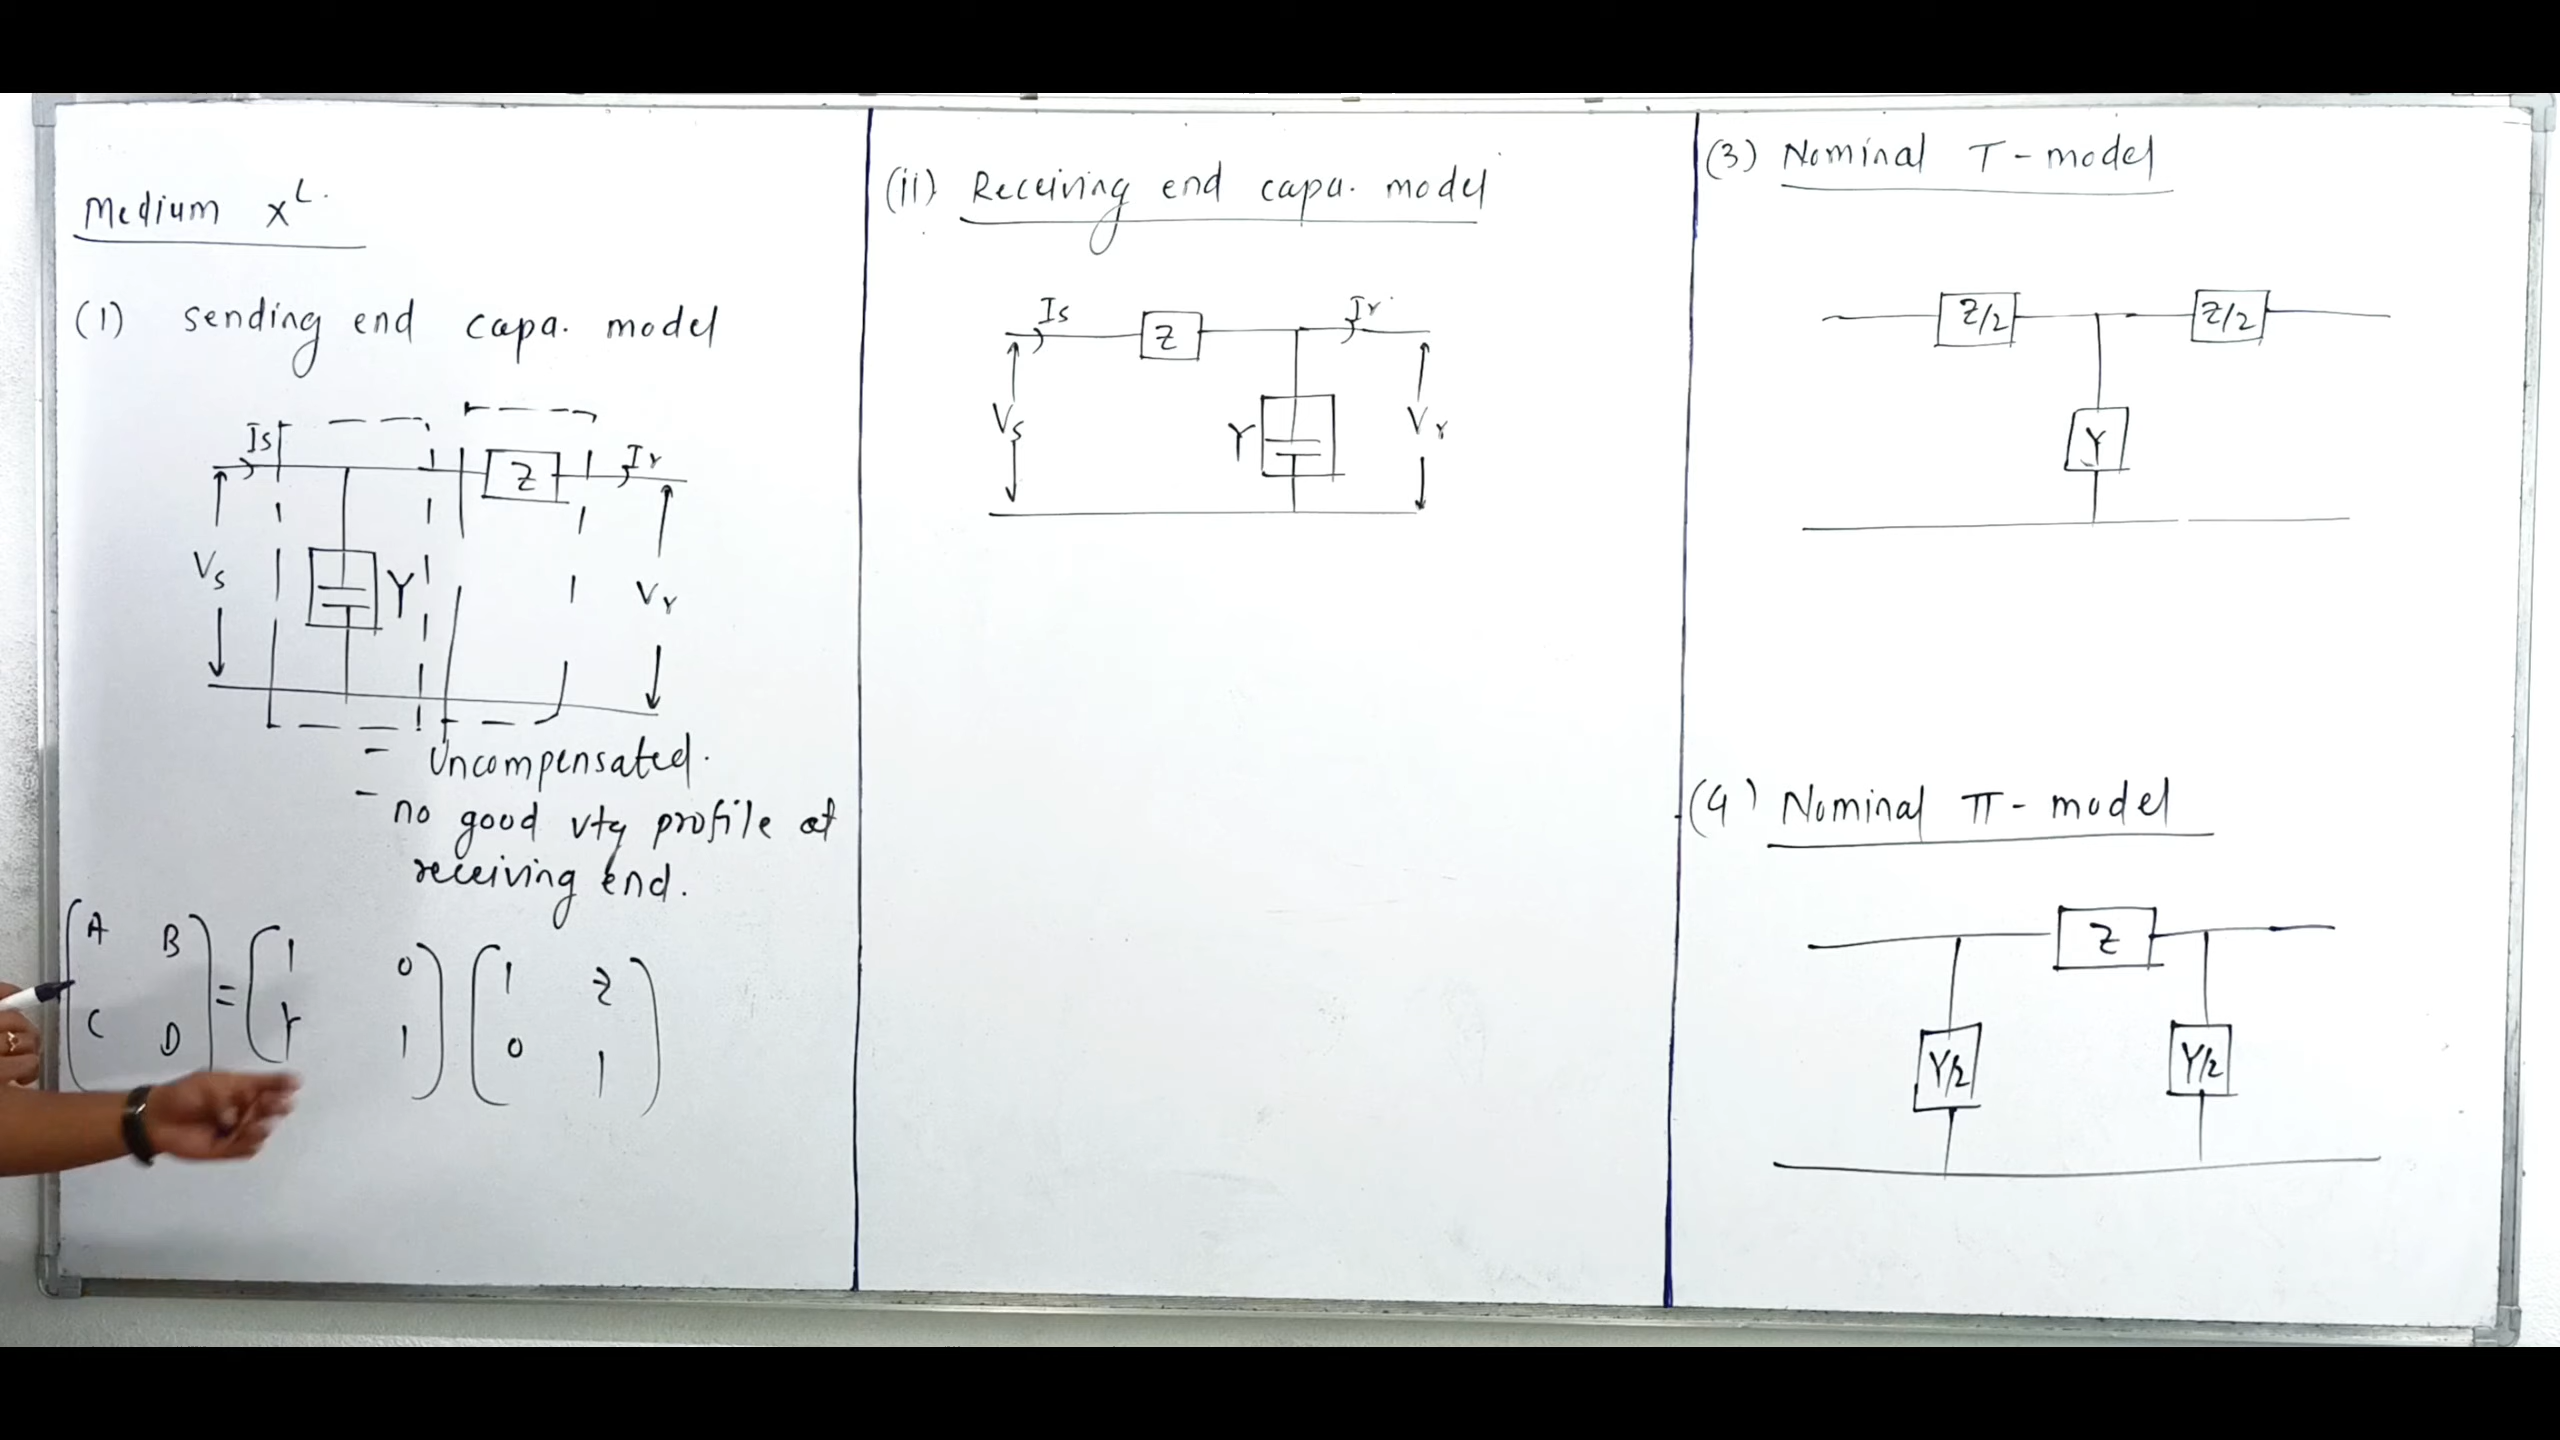 Medium x^L.
(1) sending end capa. model
Is
Z
Ir
Vs
Y
Vr
- Uncompensated.
- no good vtg profile at
receiving end.
A B
C D
=
1 0
Y 1
1 Z
0 1
(ii) Receiving end capa. model
Is
Z
Ir
Vs
Y
Vr
(3) Nominal T-model
Z/2
Z/2
Y
(4) Nominal π-model
Z
Y/2
Y/2